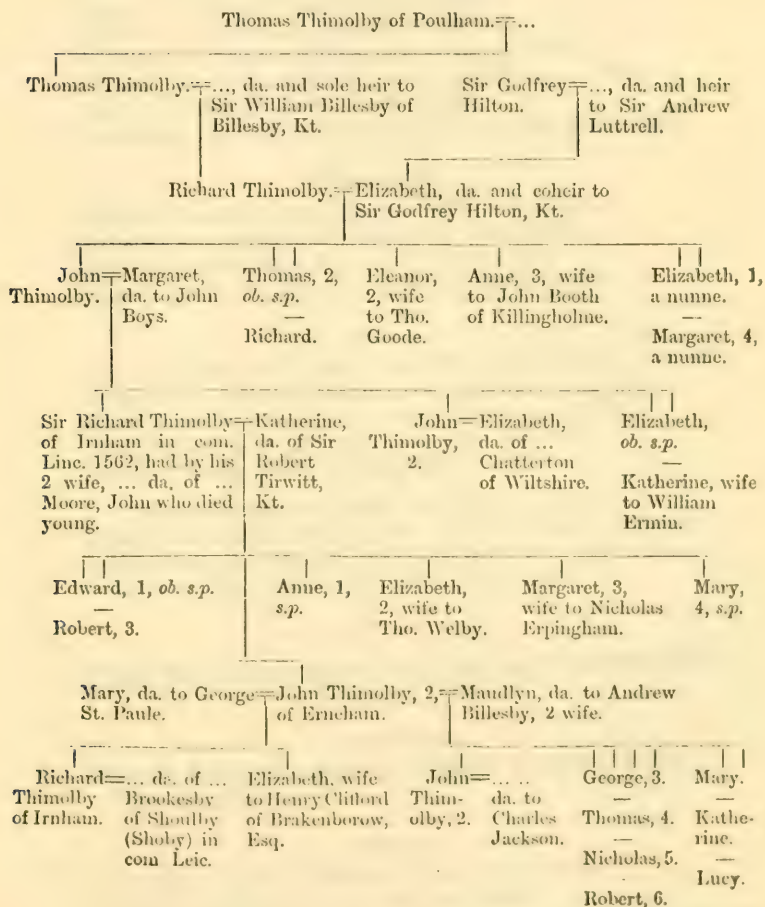 Thomas Thimolby of Poulham.=...
Thomas Thimolby.=..., da. and sole heir to
Sir William Billesby of
Billesby, Kt.
Sir Godfrey=..., da. and heir
Hilton. to Sir Andrew
Luttrell.
Richard Thimolby.=Elizabeth, da. and coheir to
Sir Godfrey Hilton, Kt.
John=Margaret,
Thimolby. da. to John
Boys.
Thomas, 2,
ob. s.p.
—
Richard.
Eleanor,
2, wife
to Tho.
Goode.
Anne, 3, wife
to John Booth
of Killingholme.
Elizabeth, 1,
a nunne.
—
Margaret, 4,
a nunne.
Sir Richard Thimolby=Katherine,
of Irnham in com. da. of Sir
Linc. 1562, had by his Robert
2 wife, ... da. of ... Tirwitt,
Moore, John who died Kt.
young.
John=Elizabeth,
Thimolby, da. of ...
2. Chatterton
of Wiltshire.
Elizabeth,
ob. s.p.
—
Katherine, wife
to William
Ermin.
Edward, 1, ob. s.p.
—
Robert, 3.
Anne, 1,
s.p.
Elizabeth,
2, wife to
Tho. Welby.
Margaret, 3,
wife to Nicholas
Erpingham.
Mary,
4, s.p.
Mary, da. to George=John Thimolby, 2,=Maudlyn, da. to Andrew
St. Paule. of Erneham. Billesby, 2 wife.
Richard=... da. of ...
Thimolby Brookesby
of Irnham. of Shoulby
(Shoby) in
com Leic.
Elizabeth, wife
to Henry Clifford
of Brakenborow,
Esq.
John=... ..
Thim- da. to
olby, 2. Charles
Jackson.
George, 3.
—
Thomas, 4.
—
Nicholas, 5.
-
Robert, 6.
Mary.
—
Kathe-
rine.
—
Lucy.